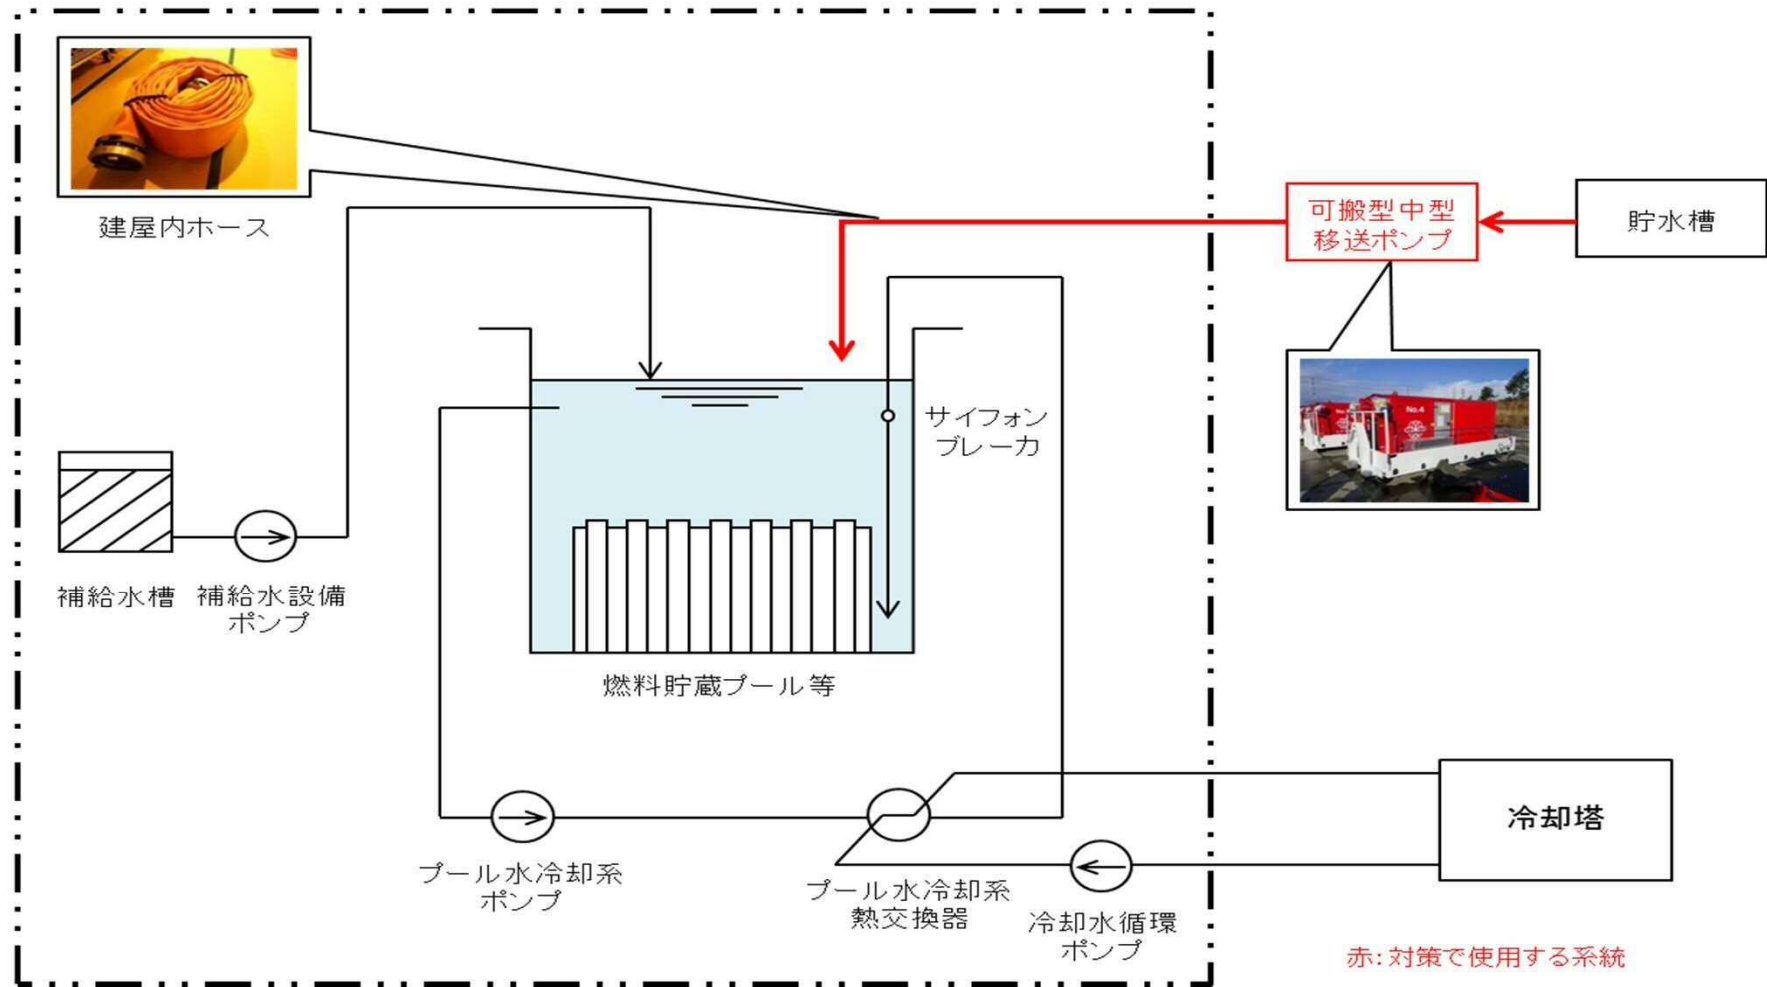 建屋内ホース
可搬型中型
移送ポンプ
貯水槽
No.4
サイフォン
ブレーカ
補給水槽
補給水設備
ポンプ
燃料貯蔵プール等
プール水冷却系
ポンプ
プール水冷却系
熱交換器
冷却水循環
ポンプ
冷却塔
赤:対策で使用する系統